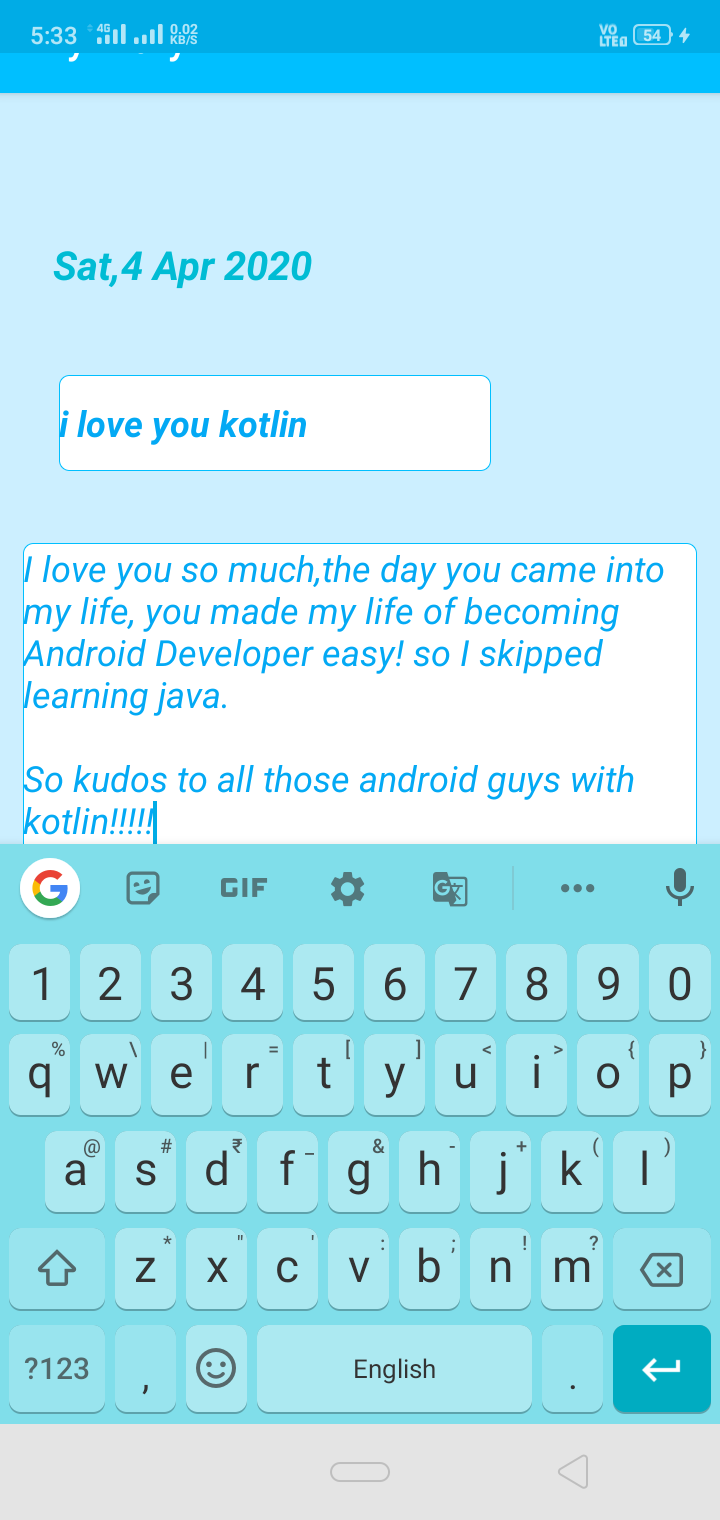 5:33 4G 0.02 KB/S VO LTE 54
Sat,4 Apr 2020
i love you kotlin
I love you so much,the day you came into
my life, you made my life of becoming
Android Developer easy! so I skipped
learning java.
So kudos to all those android guys with
kotlin!!!!!
G GIF G文
1 2 3 4 5 6 7 8 9 0
% \ | = [ ] < > { }
q w e r t y u i o p
@ # ₹ _ & - + ( )
a s d f g h j k l
* " ' : ; ! ?
z x c v b n m
?123 , English .